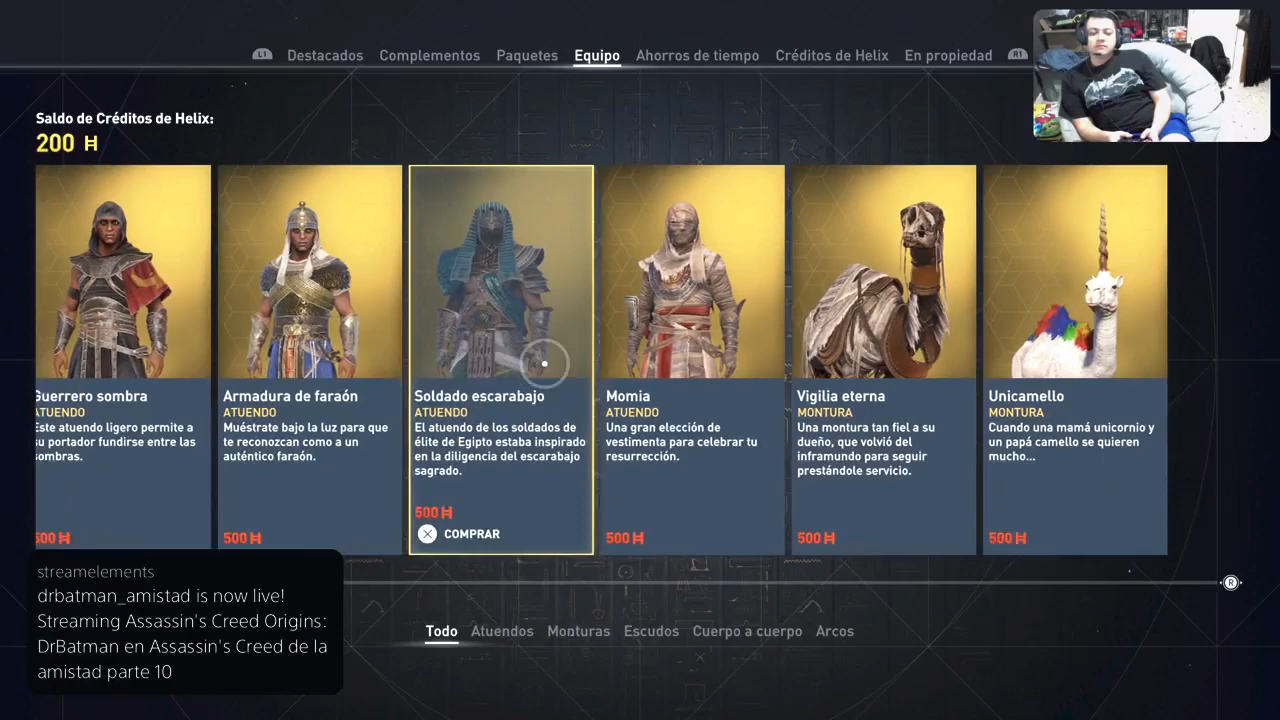 L1 Destacados Complementos Paquetes Equipo Ahorros de tiempo Créditos de Helix En propiedad R1
Saldo de Créditos de Helix:
200
Guerrero sombra
ATUENDO
Este atuendo ligero permite a
su portador fundirse entre las
sombras.
500
Armadura de faraón
ATUENDO
Muéstrate bajo la luz para que
te reconozcan como a un
auténtico faraón.
500
Soldado escarabajo
ATUENDO
El atuendo de los soldados de
élite de Egipto estaba inspirado
en la diligencia del escarabajo
sagrado.
500
COMPRAR
Momia
ATUENDO
Una gran elección de
vestimenta para celebrar tu
resurrección.
500
Vigilia eterna
MONTURA
Una montura tan fiel a su
dueño, que volvió del
inframundo para seguir
prestándole servicio.
500
Unicamello
MONTURA
Cuando una mamá unicornio y
un papá camello se quieren
mucho...
500
R
Todo Atuendos Monturas Escudos Cuerpo a cuerpo Arcos
streamelements
drbatman_amistad is now live!
Streaming Assassin's Creed Origins:
DrBatman en Assassin's Creed de la
amistad parte 10